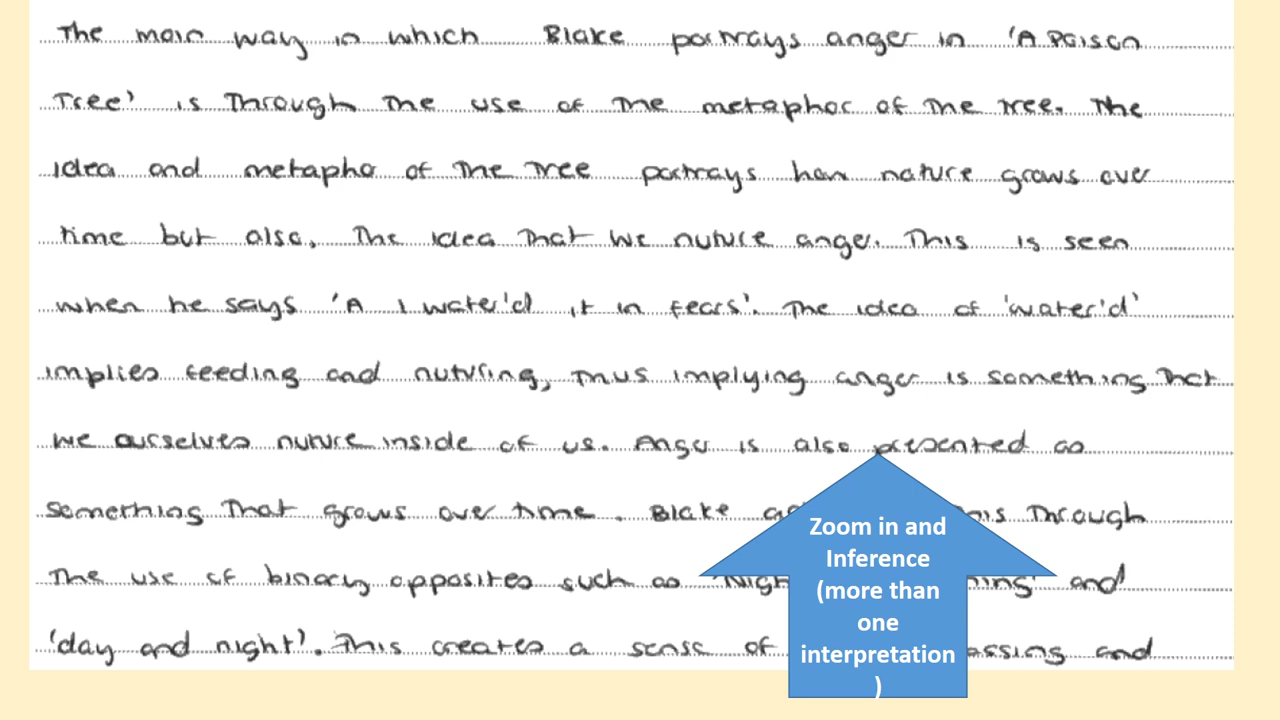 The main way in which Blake portrays anger in 'A Poison
Tree' is Through the use of the metaphor of the tree. The
idea and metapho of the Tree portrays how nature grows over
time but also, The idea that we nuture anger. This is seen
when he says 'A I water'd it in fears'. The idea of 'water'd'
implies feeding and nuturing, thus implying anger is something that
we ourselves nuture inside of us. Anger is also presented as
something that grows over time. Blake this through
the use of binary opposites such as and
'day and night'. This creates a sense of and
Zoom in and
Inference
(more than
one
interpretation
)